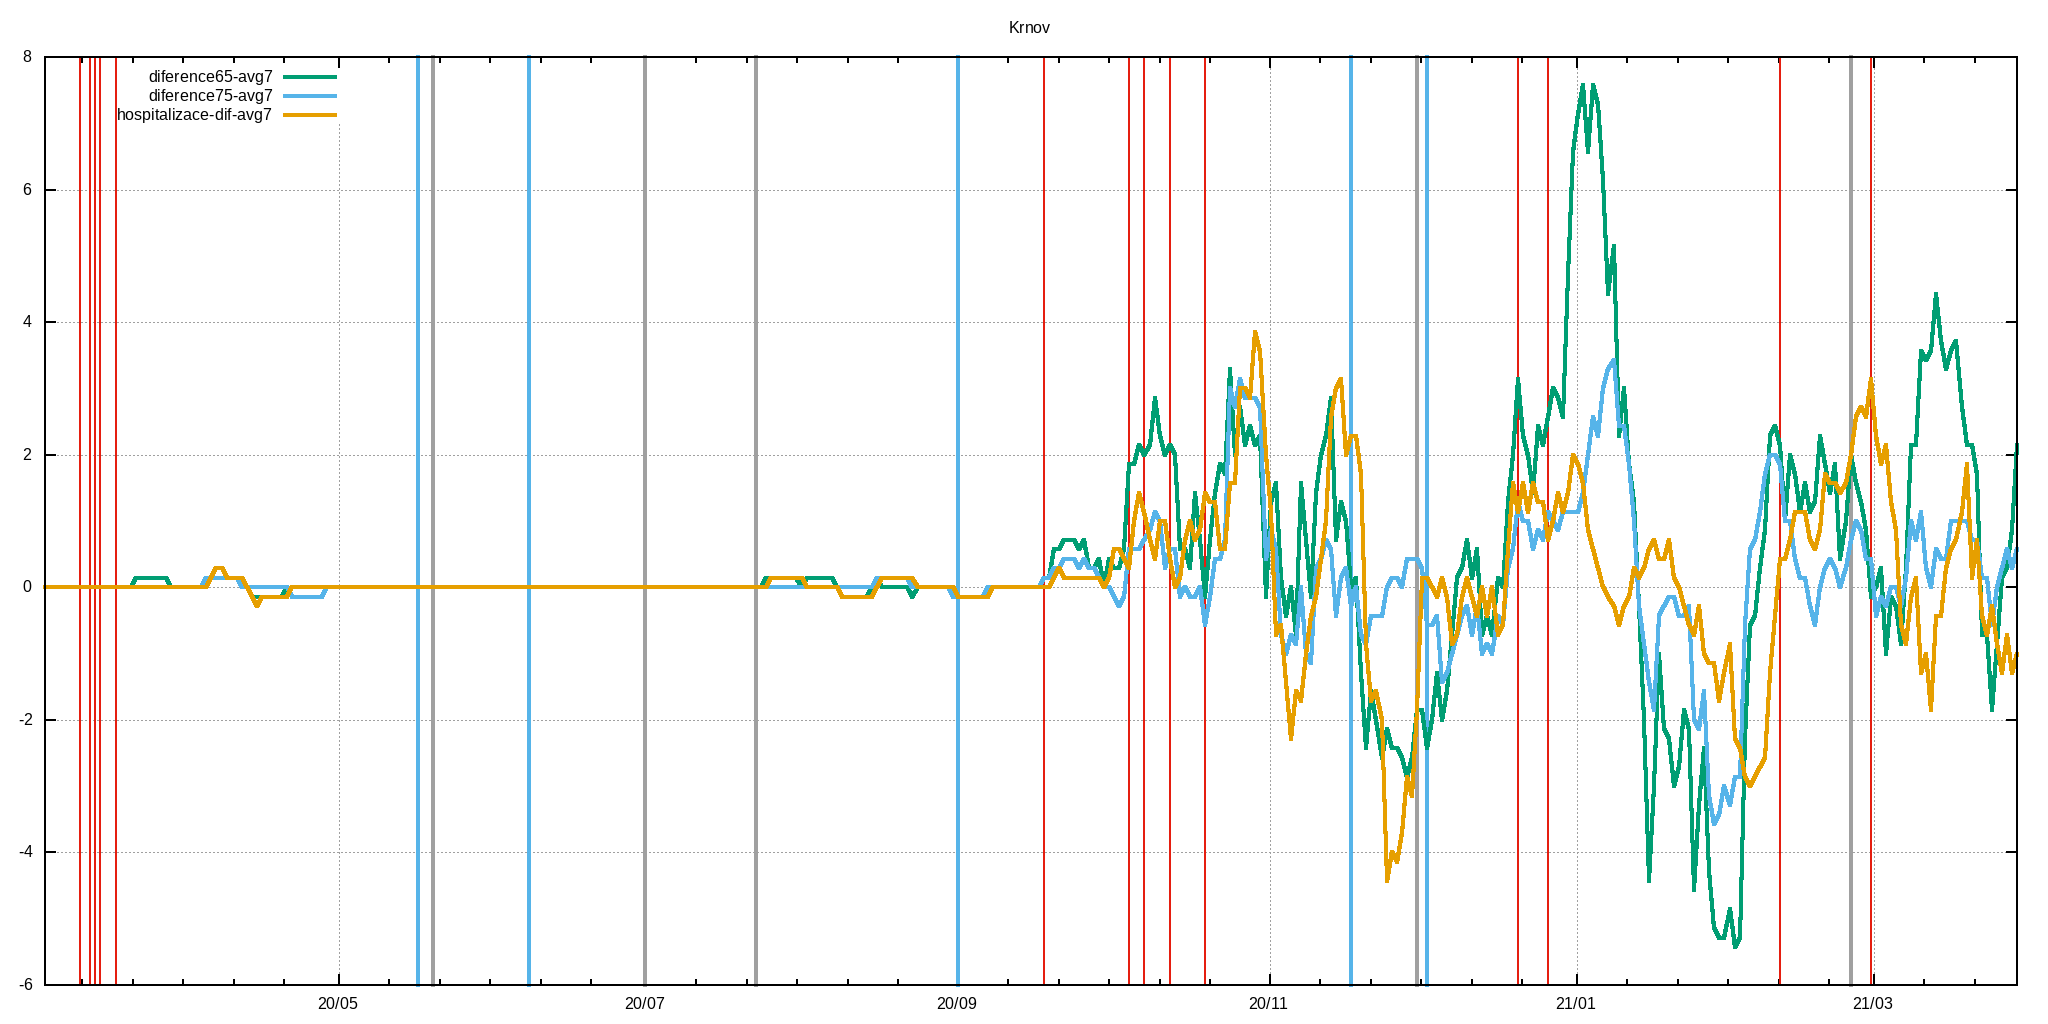 Krnov
8
diference65-avg7
diference75-avg7
hospitalizace-dif-avg7
6
4
2
0
-2
-4
-6
20/05 20/07 20/09 20/11 21/01 21/03